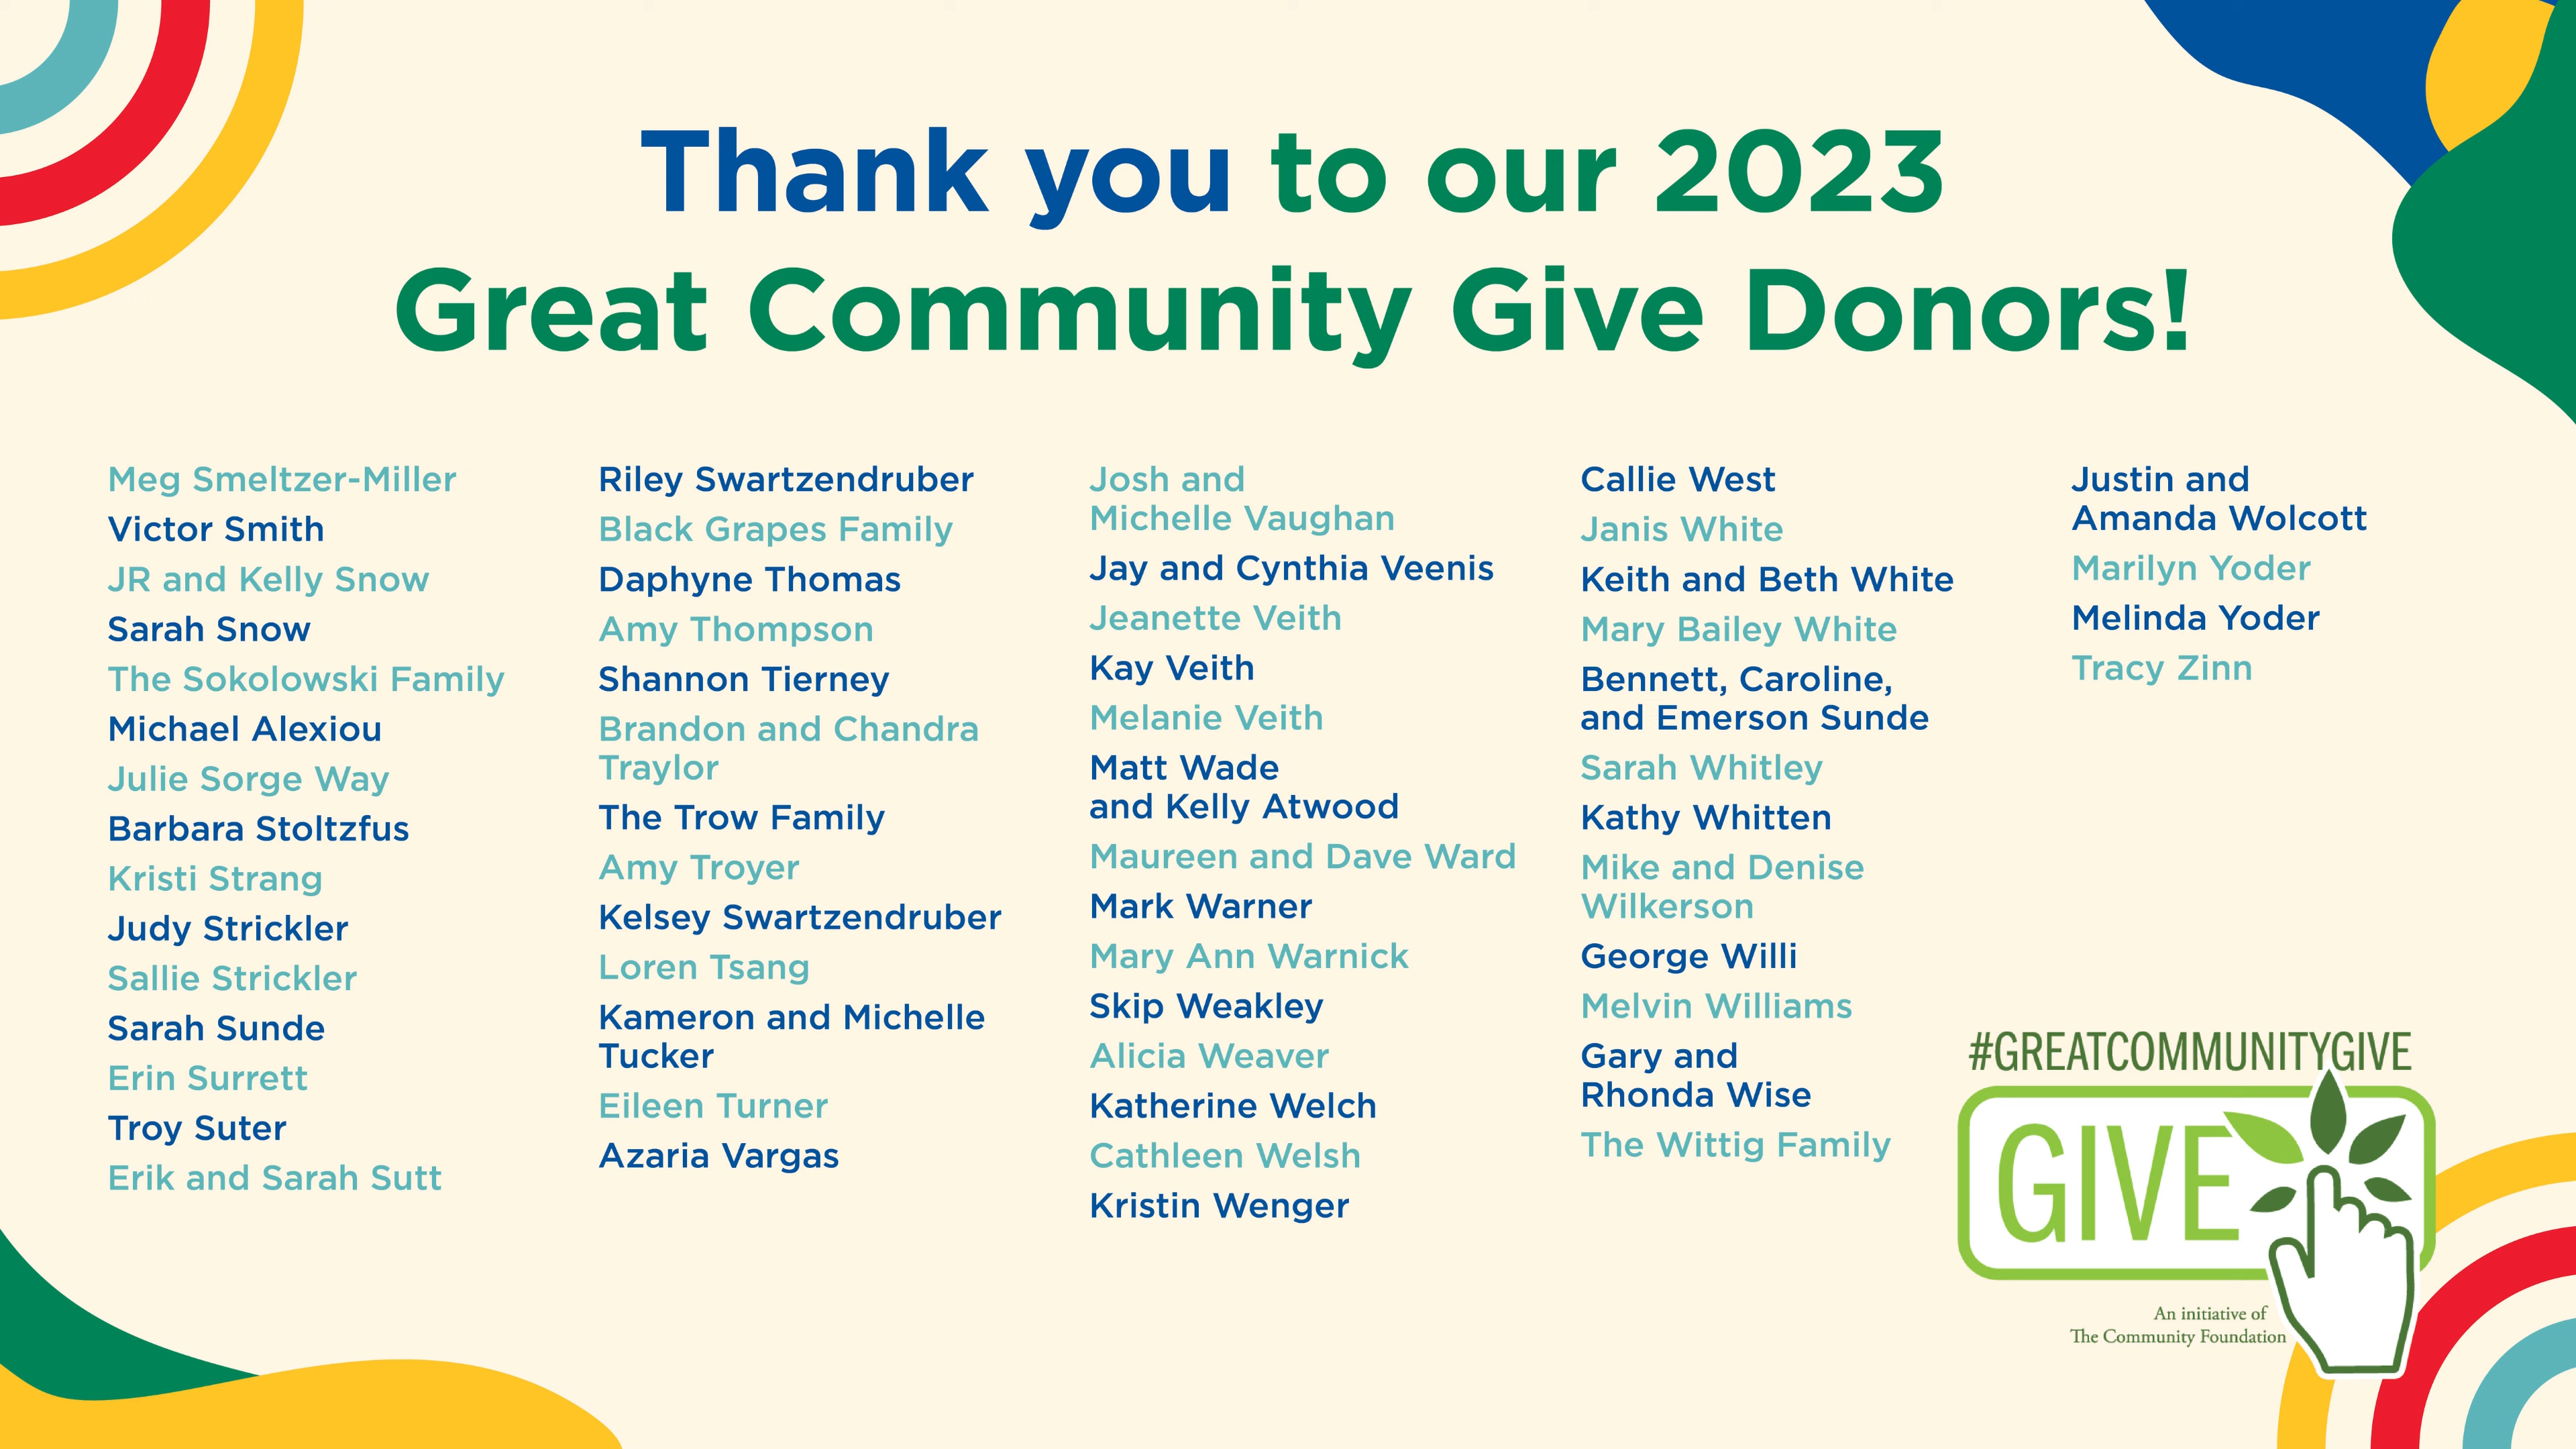 Thank you to our 2023
Great Community Give Donors!
Meg Smeltzer-Miller
Victor Smith
JR and Kelly Snow
Sarah Snow
The Sokolowski Family
Michael Alexiou
Julie Sorge Way
Barbara Stoltzfus
Kristi Strang
Judy Strickler
Sallie Strickler
Sarah Sunde
Erin Surrett
Troy Suter
Erik and Sarah Sutt
Riley Swartzendruber
Black Grapes Family
Daphyne Thomas
Amy Thompson
Shannon Tierney
Brandon and Chandra
Traylor
The Trow Family
Amy Troyer
Kelsey Swartzendruber
Loren Tsang
Kameron and Michelle
Tucker
Eileen Turner
Azaria Vargas
Josh and
Michelle Vaughan
Jay and Cynthia Veenis
Jeanette Veith
Kay Veith
Melanie Veith
Matt Wade
and Kelly Atwood
Maureen and Dave Ward
Mark Warner
Mary Ann Warnick
Skip Weakley
Alicia Weaver
Katherine Welch
Cathleen Welsh
Kristin Wenger
Callie West
Janis White
Keith and Beth White
Mary Bailey White
Bennett, Caroline,
and Emerson Sunde
Sarah Whitley
Kathy Whitten
Mike and Denise
Wilkerson
George Willi
Melvin Williams
Gary and
Rhonda Wise
The Wittig Family
Justin and
Amanda Wolcott
Marilyn Yoder
Melinda Yoder
Tracy Zinn
#GREATCOMMUNITYGIVE
GIVE
An initiative of
The Community Foundation